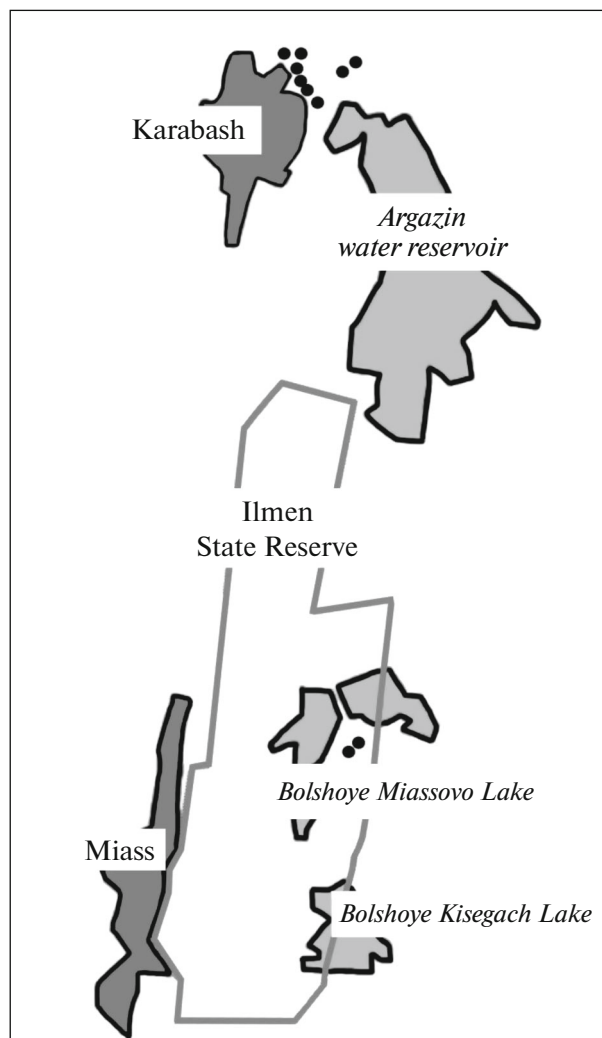 Karabash
Argazin
water reservoir
Ilmen
State Reserve
Bolshoye Miassovo Lake
Miass
Bolshoye Kisegach Lake